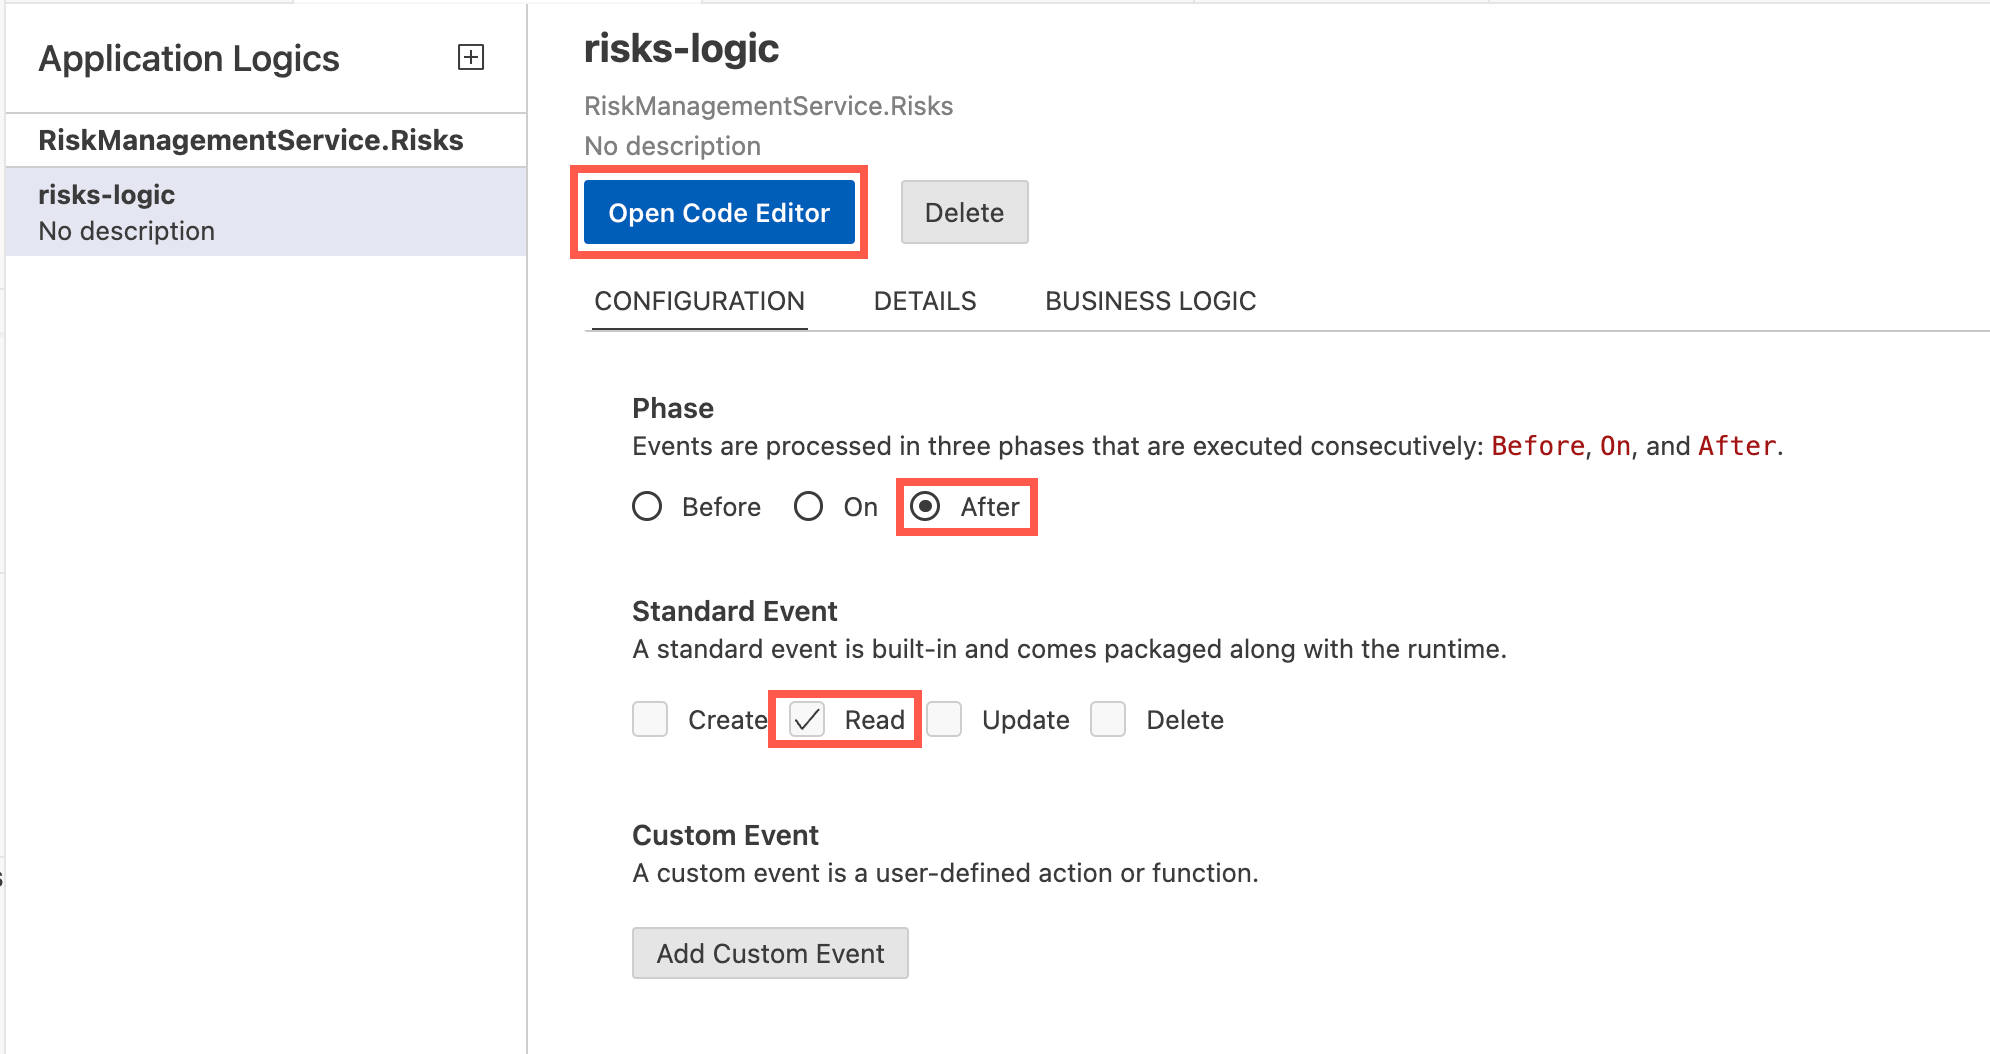 Application Logics
RiskManagementService.Risks
risks-logic
No description
risks-logic
RiskManagementService.Risks
No description
Open Code Editor Delete
CONFIGURATION DETAILS BUSINESS LOGIC
Phase
Events are processed in three phases that are executed consecutively: Before, On, and After.
Before On After
Standard Event
A standard event is built-in and comes packaged along with the runtime.
Create Read Update Delete
Custom Event
A custom event is a user-defined action or function.
Add Custom Event